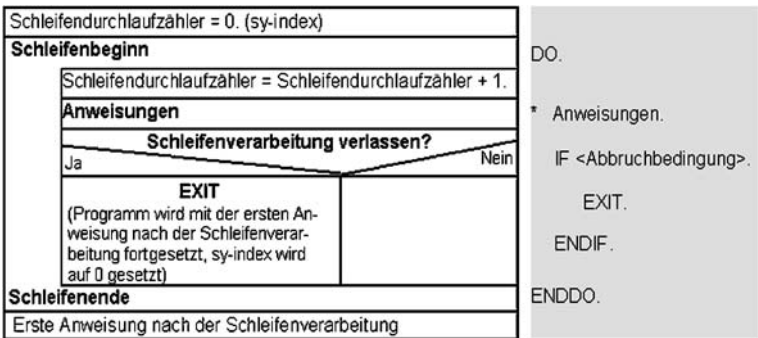 Schleifendurchlaufzähler = 0. (sy-index)
Schleifenbeginn
Schleifendurchlaufzähler = Schleifendurchlaufzähler + 1.
Anweisungen
Schleifenverarbeitung verlassen?
Ja
Nein
EXIT
(Programm wird mit der ersten An-
weisung nach der Schleifenverar-
beitung fortgesetzt, sy-index wird
auf 0 gesetzt)
Schleifenende
Erste Anweisung nach der Schleifenverarbeitung
DO.
* Anweisungen.
IF <Abbruchbedingung>.
EXIT.
ENDIF.
ENDDO.